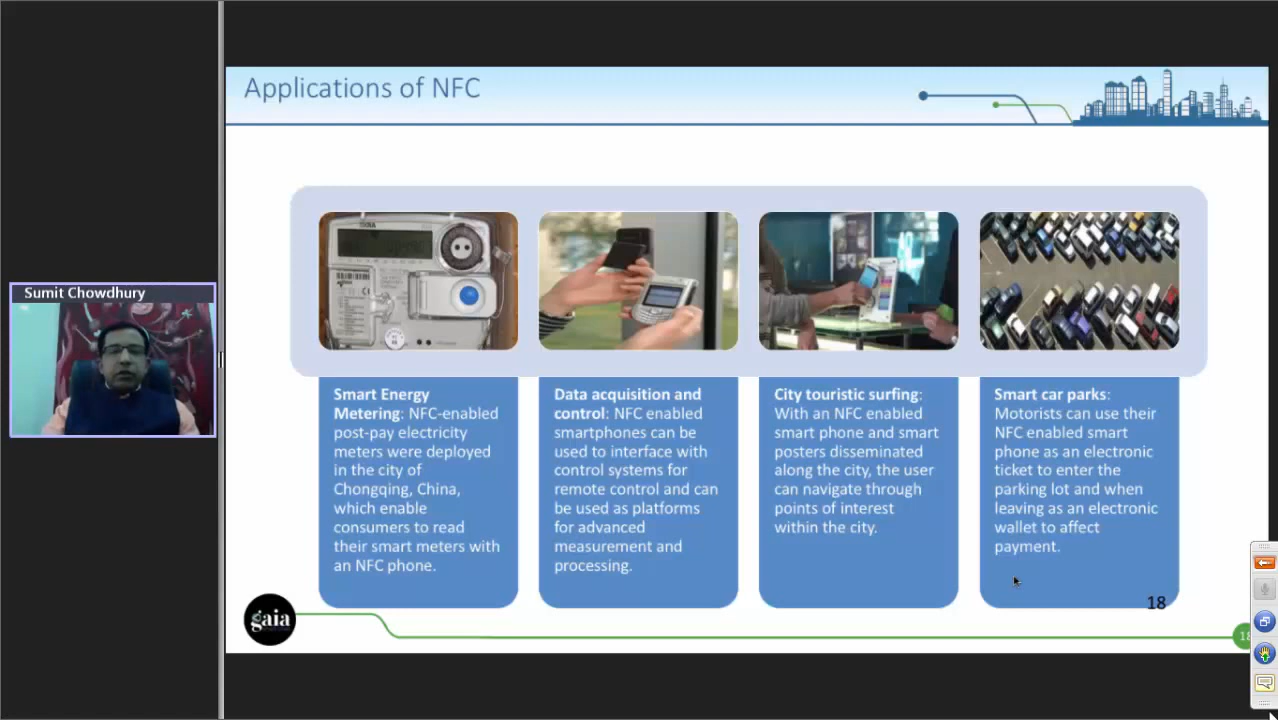 Applications of NFC
Sumit Chowdhury
Smart Energy
Metering: NFC-enabled
post-pay electricity
meters were deployed
in the city of
Chongqing, China,
which enable
consumers to read
their smart meters with
an NFC phone.
Data acquisition and
control: NFC enabled
smartphones can be
used to interface with
control systems for
remote control and can
be used as platforms
for advanced
measurement and
processing.
City touristic surfing:
With an NFC enabled
smart phone and smart
posters disseminated
along the city, the user
can navigate through
points of interest
within the city.
Smart car parks:
Motorists can use their
NFC enabled smart
phone as an electronic
ticket to enter the
parking lot and when
leaving as an electronic
wallet to affect
payment.
18
gaia
18